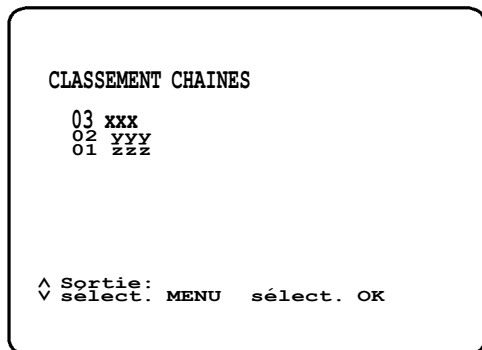 CLASSEMENT CHAINES
03 xxx
02 yyy
01 zzz
^ Sortie:
v sélect. MENU sélect. OK